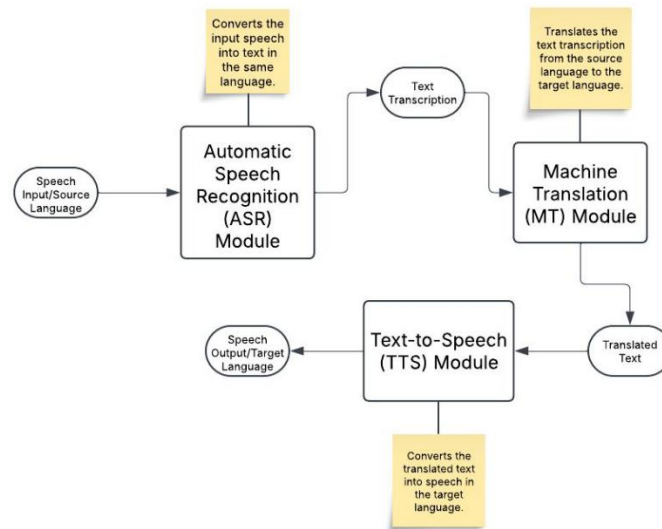 Converts the
input speech
into text in
the same
language.
Translates the
text transcription
from the source
language to the
target language.
Text
Transcription
Speech
Input/Source
Language
Automatic
Speech
Recognition
(ASR)
Module
Machine
Translation
(MT) Module
Speech
Output/Target
Language
Text-to-Speech
(TTS) Module
Translated
Text
Converts the
translated text
into speech in
the target
language.